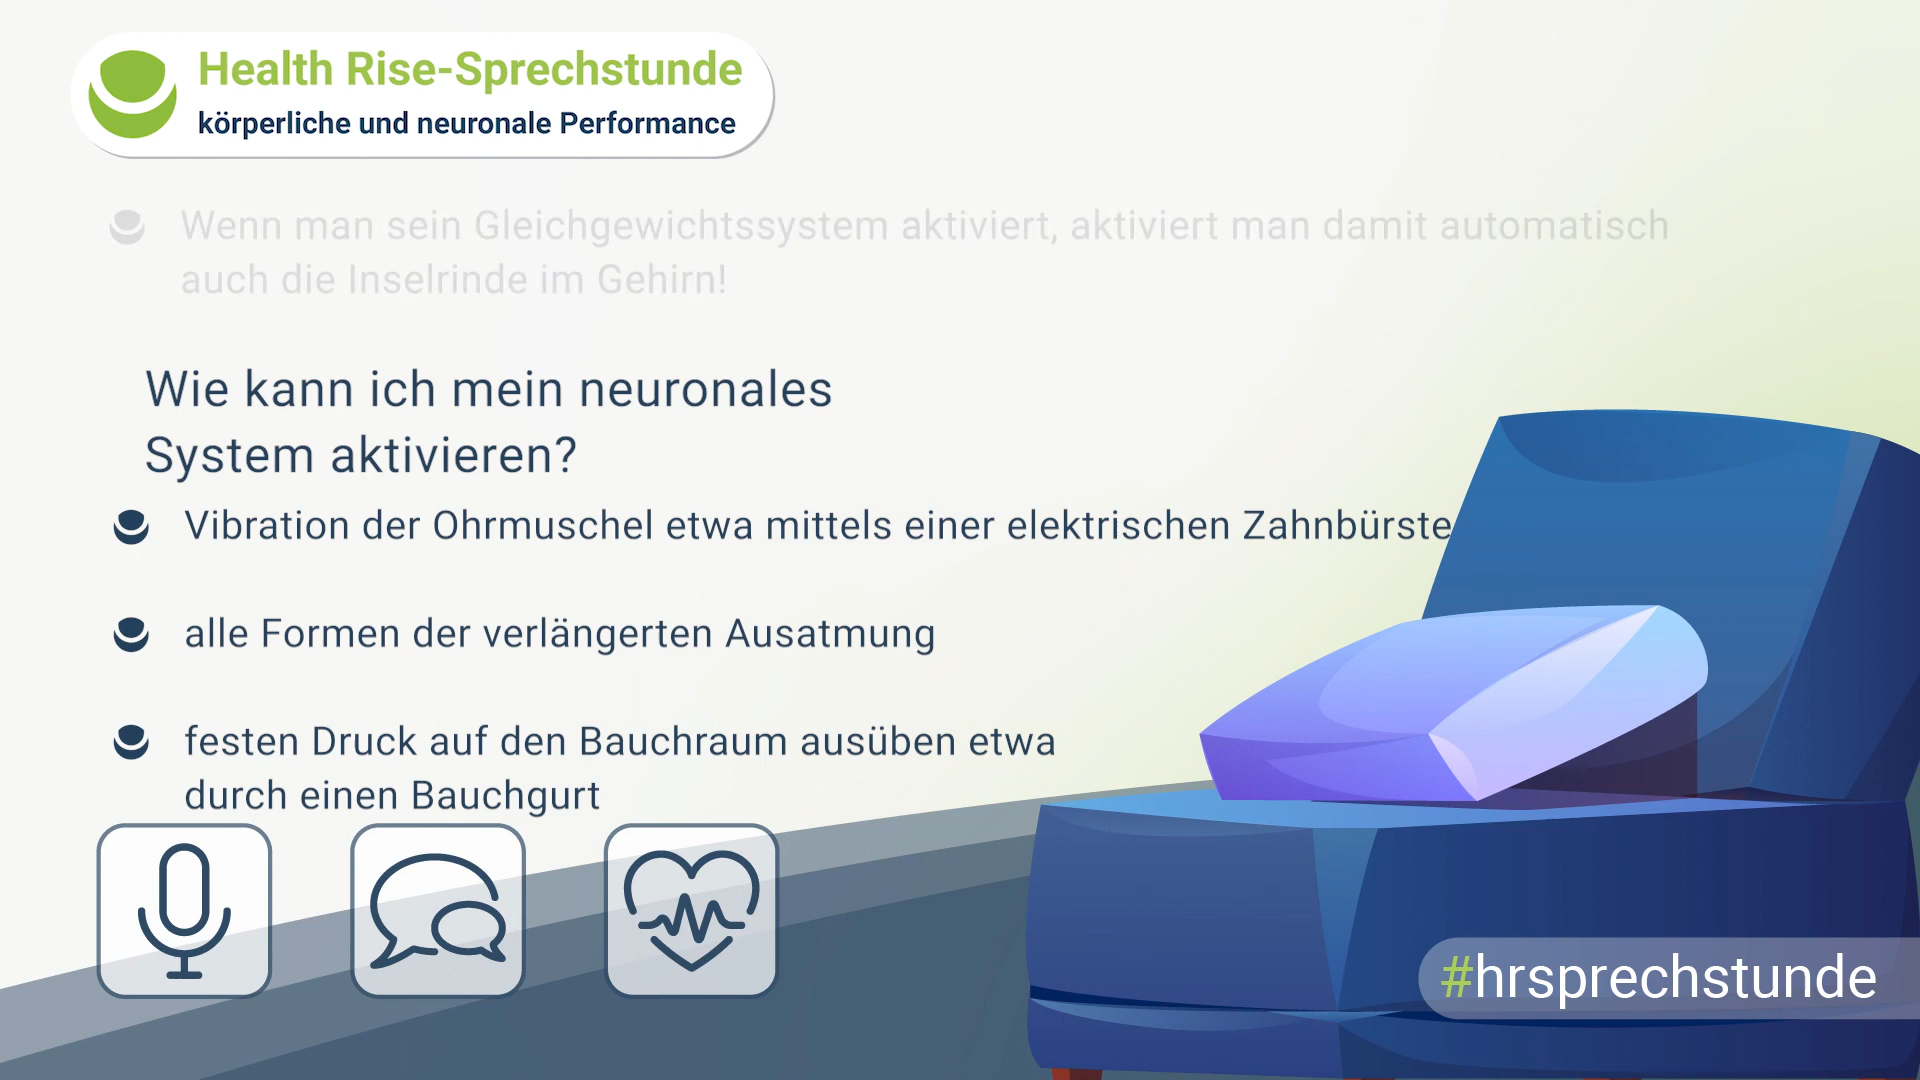 Health Rise-Sprechstunde
körperliche und neuronale Performance
Wenn man sein Gleichgewichtssystem aktiviert, aktiviert man damit automatisch
auch die Inselrinde im Gehirn!
Wie kann ich mein neuronales
System aktivieren?
Vibration der Ohrmuschel etwa mittels einer elektrischen Zahnbürste
alle Formen der verlängerten Ausatmung
festen Druck auf den Bauchraum ausüben etwa
durch einen Bauchgurt
#hrsprechstunde